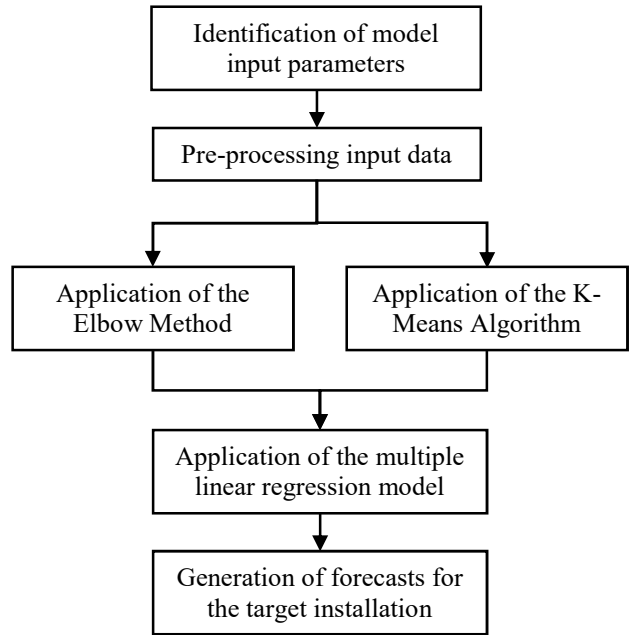 Identification of model
input parameters
Pre-processing input data
Application of the
Elbow Method
Application of the K-
Means Algorithm
Application of the multiple
linear regression model
Generation of forecasts for
the target installation